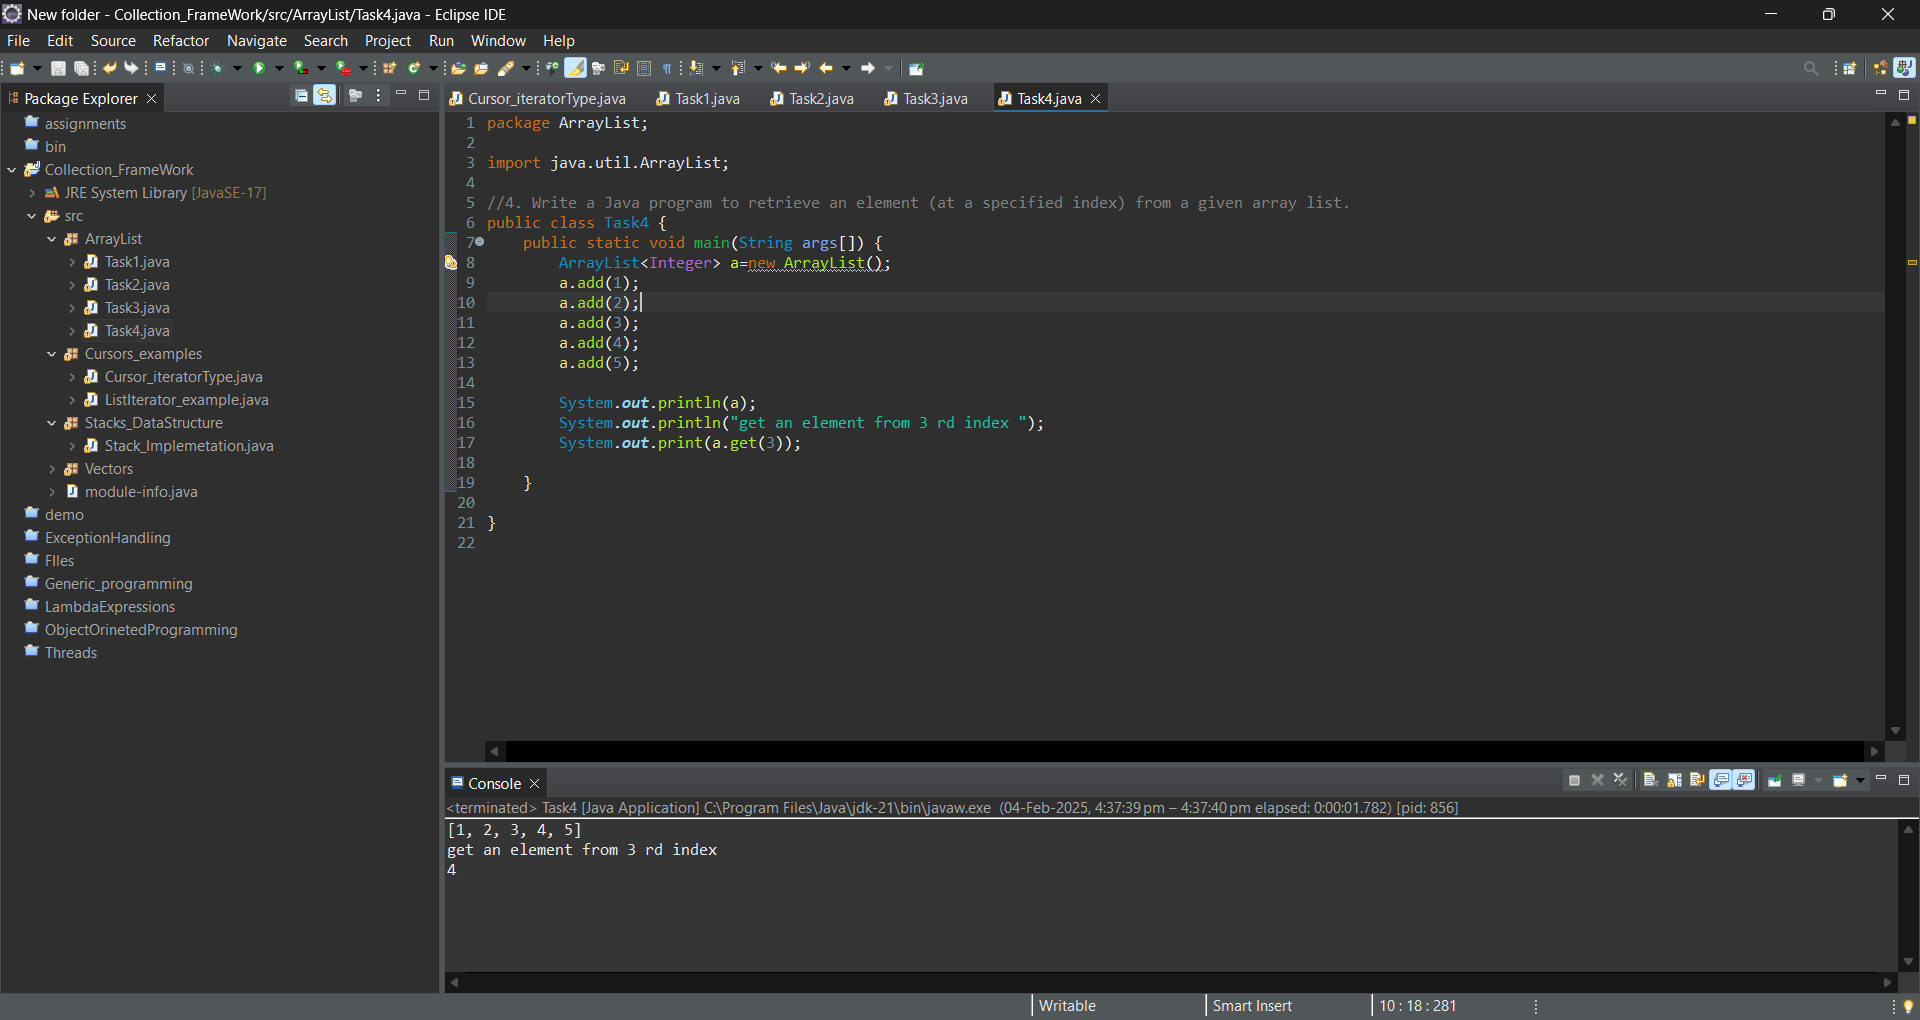 New folder - Collection_FrameWork/src/ArrayList/Task4.java - Eclipse IDE
File Edit Source Refactor Navigate Search Project Run Window Help
Package Explorer
assignments
bin
Collection_FrameWork
JRE System Library [JavaSE-17]
src
ArrayList
Task1.java
Task2.java
Task3.java
Task4.java
Cursors_examples
Cursor_iteratorType.java
ListIterator_example.java
Stacks_DataStructure
Stack_Implemetation.java
Vectors
module-info.java
demo
ExceptionHandling
FIles
Generic_programming
LambdaExpressions
ObjectOrinetedProgramming
Threads
Cursor_iteratorType.java Task1.java Task2.java Task3.java Task4.java
1 package ArrayList;
2
3 import java.util.ArrayList;
4
5 //4. Write a Java program to retrieve an element (at a specified index) from a given array list.
6 public class Task4 {
7 public static void main(String args[]) {
8 ArrayList<Integer> a=new ArrayList();
9 a.add(1);
10 a.add(2);
11 a.add(3);
12 a.add(4);
13 a.add(5);
14
15 System.out.println(a);
16 System.out.println("get an element from 3 rd index ");
17 System.out.print(a.get(3));
18
19 }
20
21 }
22
Console
<terminated> Task4 [Java Application] C:\Program Files\Java\jdk-21\bin\javaw.exe (04-Feb-2025, 4:37:39 pm – 4:37:40 pm elapsed: 0:00:01.782) [pid: 856]
[1, 2, 3, 4, 5]
get an element from 3 rd index
4
Writable Smart Insert 10 : 18 : 281